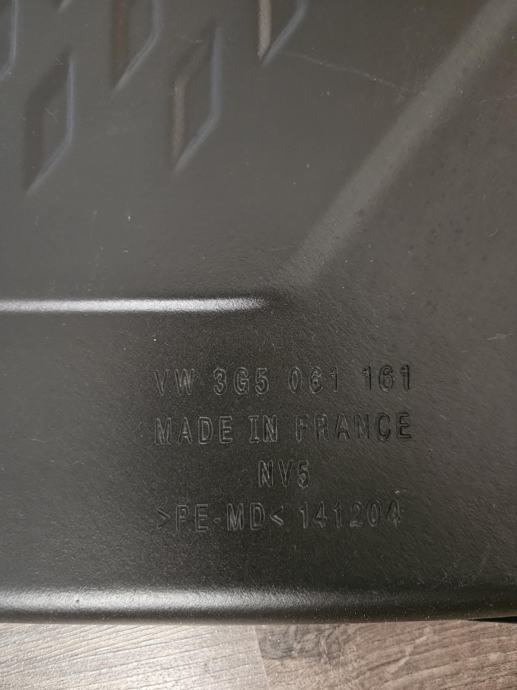 VW 3G5 061 161
MADE IN FRANCE
NV5
>PE-MD< 141204